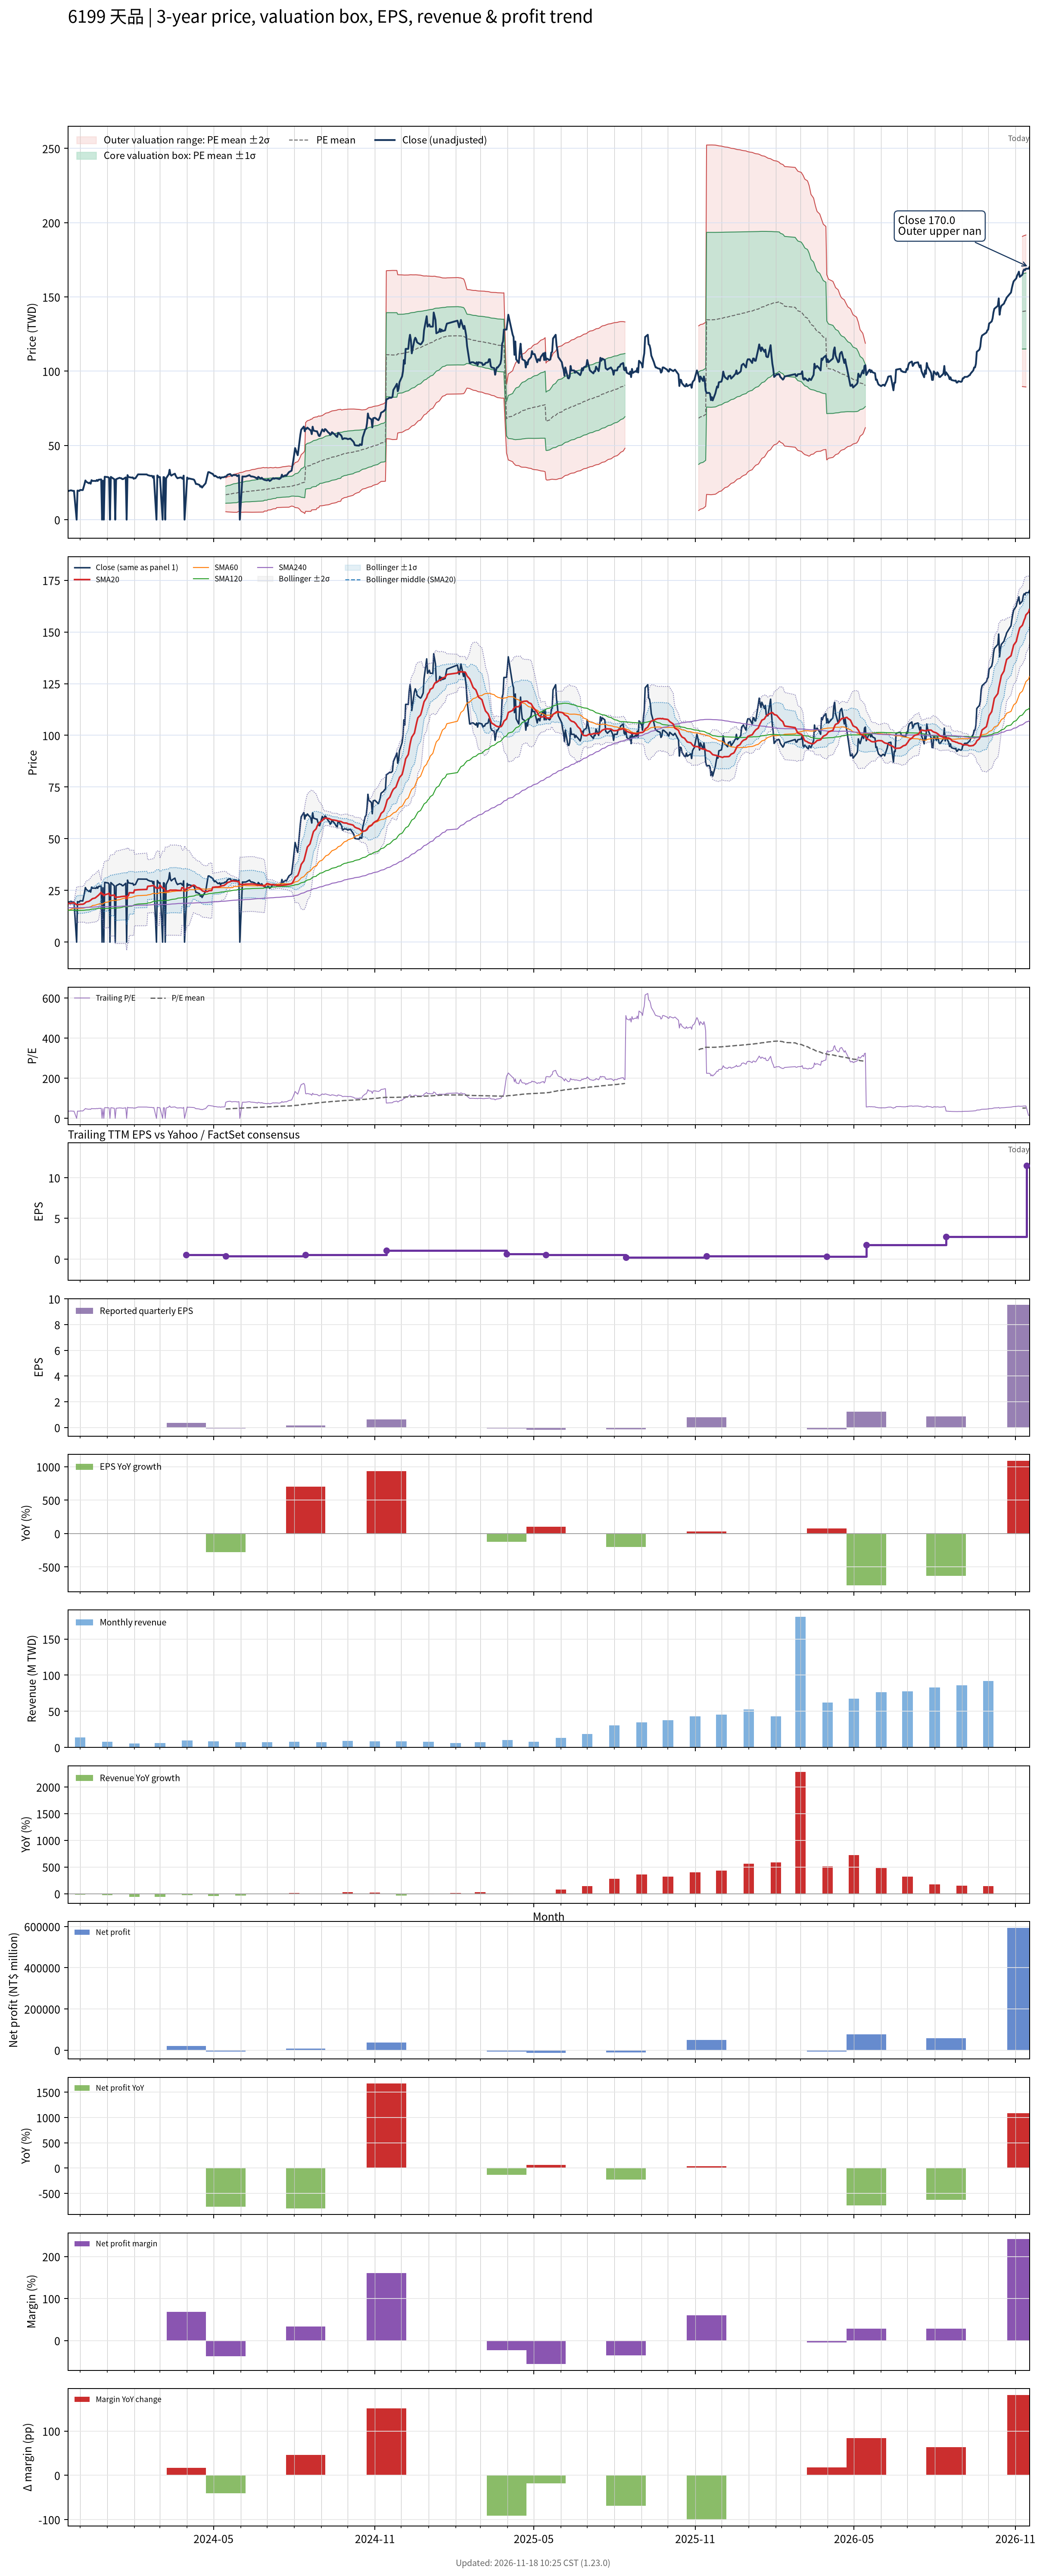 6199 天品 | 3-year price, valuation box, EPS, revenue & profit trend
Outer valuation range: PE mean ±2σ
Core valuation box: PE mean ±1σ
PE mean
Close (unadjusted)
Today
Close 170.0
Outer upper nan
Price (TWD)
250
200
150
100
50
0
Close (same as panel 1)
SMA20
SMA60
SMA120
SMA240
Bollinger ±2σ
Bollinger ±1σ
Bollinger middle (SMA20)
Price
175
150
125
100
75
50
25
0
Trailing P/E
P/E mean
P/E
600
400
200
0
Trailing TTM EPS vs Yahoo / FactSet consensus
Today
EPS
10
5
0
Reported quarterly EPS
EPS
10
8
6
4
2
0
EPS YoY growth
YoY (%)
1000
500
0
-500
Monthly revenue
Revenue (M TWD)
150
100
50
0
Revenue YoY growth
YoY (%)
2000
1500
1000
500
0
Month
Net profit
Net profit (NT$ million)
600000
400000
200000
0
Net profit YoY
YoY (%)
1500
1000
500
0
-500
Net profit margin
Margin (%)
200
100
0
Margin YoY change
Δ margin (pp)
100
0
-100
2024-05
2024-11
2025-05
2025-11
2026-05
2026-11
Updated: 2026-11-18 10:25 CST (1.23.0)